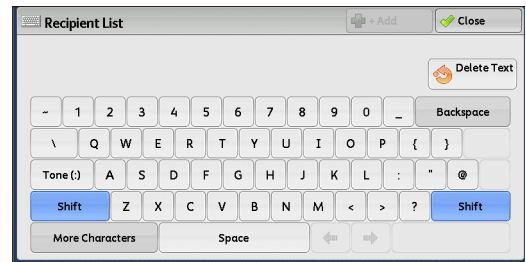 Recipient List + Add Close
Delete Text
~ 1 2 3 4 5 6 7 8 9 0 _ Backspace
\ Q W E R T Y U I O P { }
Tone (:) A S D F G H J K L : " @
Shift Z X C V B N M < > ? Shift
More Characters Space